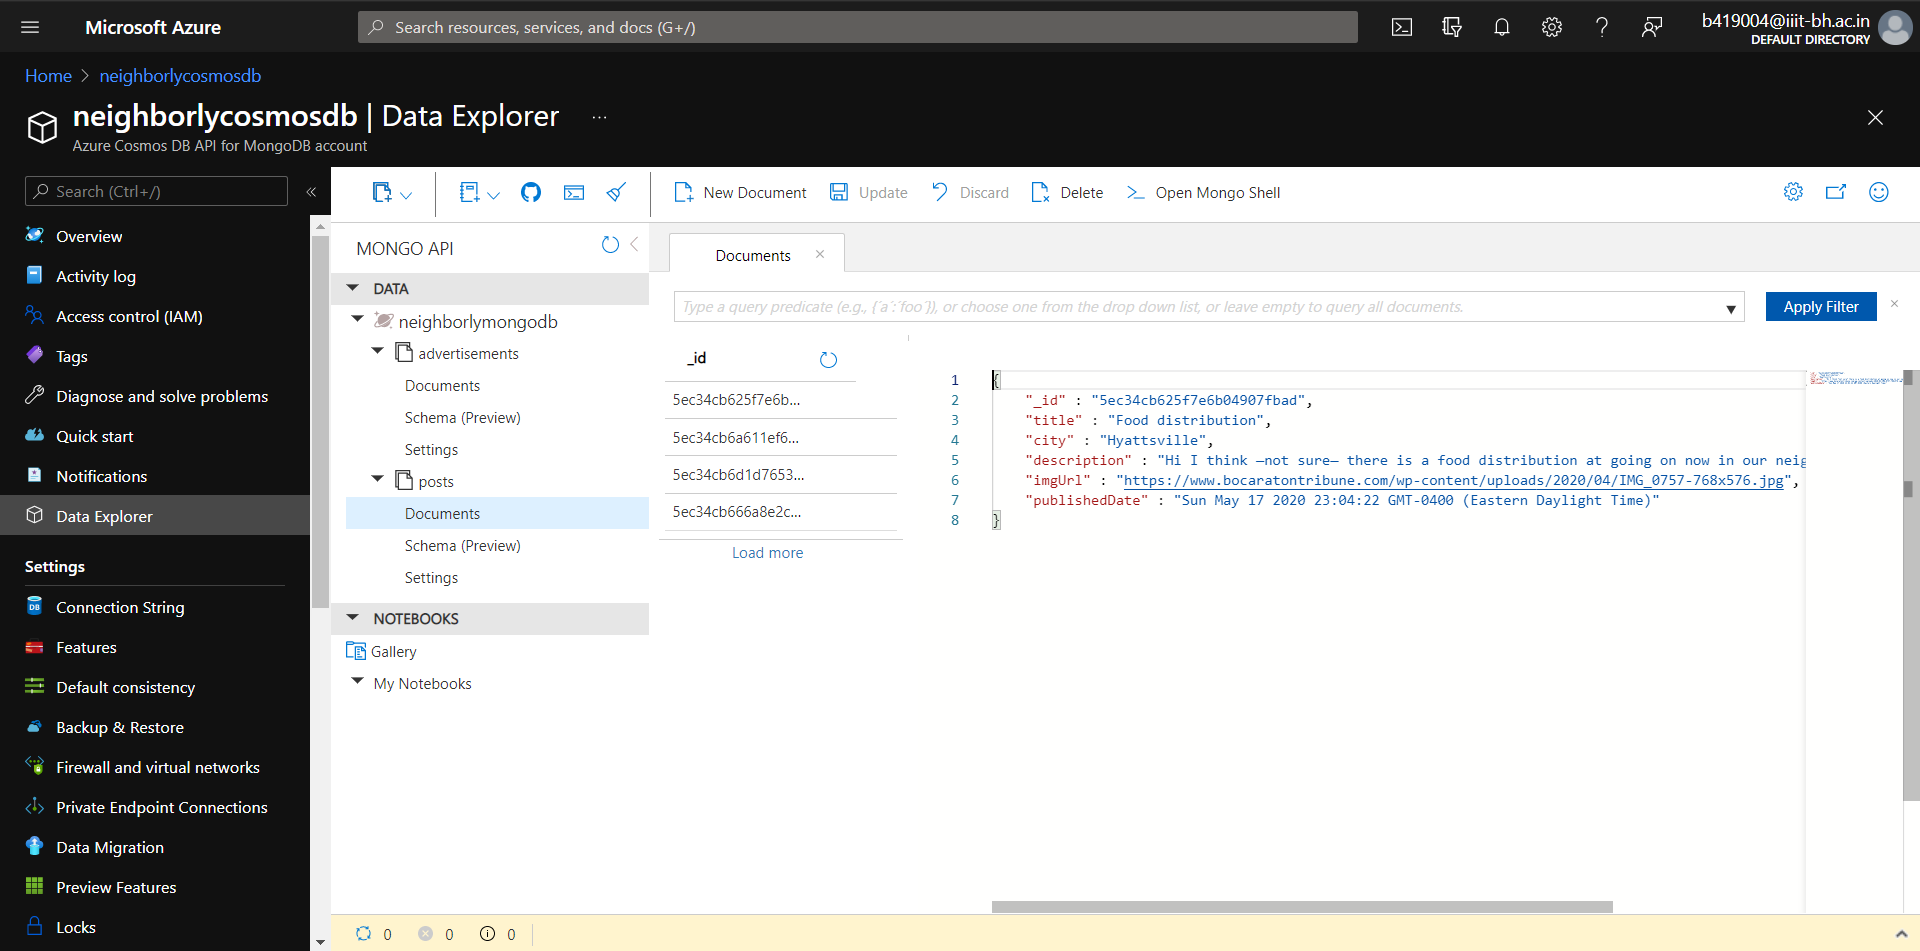 Microsoft Azure
Search resources, services, and docs (G+/)
b419004@iiit-bh.ac.in
DEFAULT DIRECTORY
Home > neighborlycosmosdb
neighborlycosmosdb | Data Explorer ...
Azure Cosmos DB API for MongoDB account
Search (Ctrl+/)
«
Overview
Activity log
Access control (IAM)
Tags
Diagnose and solve problems
Quick start
Notifications
Data Explorer
Settings
Connection String
Features
Default consistency
Backup & Restore
Firewall and virtual networks
Private Endpoint Connections
Data Migration
Preview Features
Locks
New Document
Update
Discard
Delete
Open Mongo Shell
MONGO API
DATA
neighborlymongodb
advertisements
Documents
Schema (Preview)
Settings
posts
Documents
Schema (Preview)
Settings
NOTEBOOKS
Gallery
My Notebooks
Documents
Type a query predicate (e.g., {´a´:´foo´}), or choose one from the drop down list, or leave empty to query all documents.
Apply Filter
_id
5ec34cb625f7e6b...
5ec34cb6a611ef6...
5ec34cb6d1d7653...
5ec34cb666a8e2c...
Load more
1 {
2 "_id" : "5ec34cb625f7e6b04907fbad",
3 "title" : "Food distribution",
4 "city" : "Hyattsville",
5 "description" : "Hi I think —not sure— there is a food distribution at going on now in our neig
6 "imgUrl" : "https://www.bocaratontribune.com/wp-content/uploads/2020/04/IMG_0757-768x576.jpg",
7 "publishedDate" : "Sun May 17 2020 23:04:22 GMT-0400 (Eastern Daylight Time)"
8 }
0 0 0